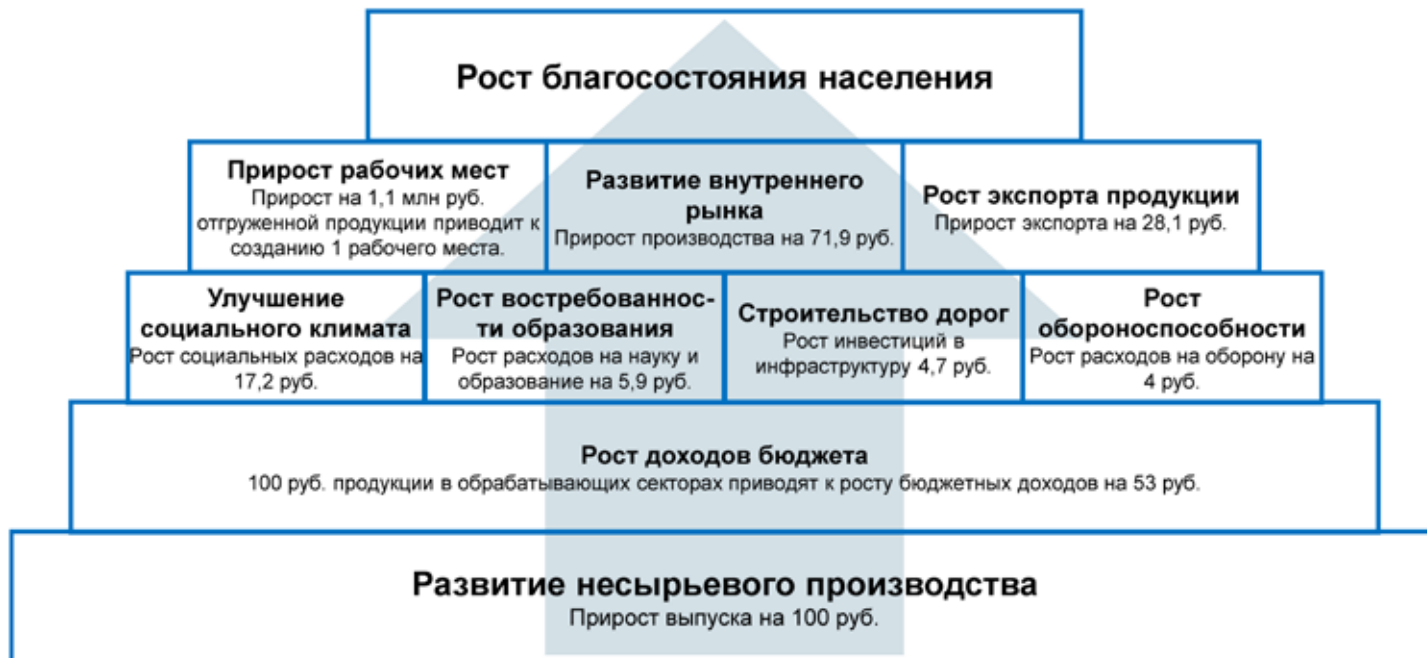 Рост благосостояния населения
Прирост рабочих мест
Прирост на 1,1 млн руб.
отгруженной продукции приводит к
созданию 1 рабочего места.
Развитие внутреннего
рынка
Прирост производства на 71,9 руб.
Рост экспорта продукции
Прирост экспорта на 28,1 руб.
Улучшение
социального климата
Рост социальных расходов на
17,2 руб.
Рост востребованнос-
ти образования
Рост расходов на науку и
образование на 5,9 руб.
Строительство дорог
Рост инвестиций в
инфраструктуру 4,7 руб.
Рост
обороноспособности
Рост расходов на оборону на
4 руб.
Рост доходов бюджета
100 руб. продукции в обрабатывающих секторах приводят к росту бюджетных доходов на 53 руб.
Развитие несырьевого производства
Прирост выпуска на 100 руб.